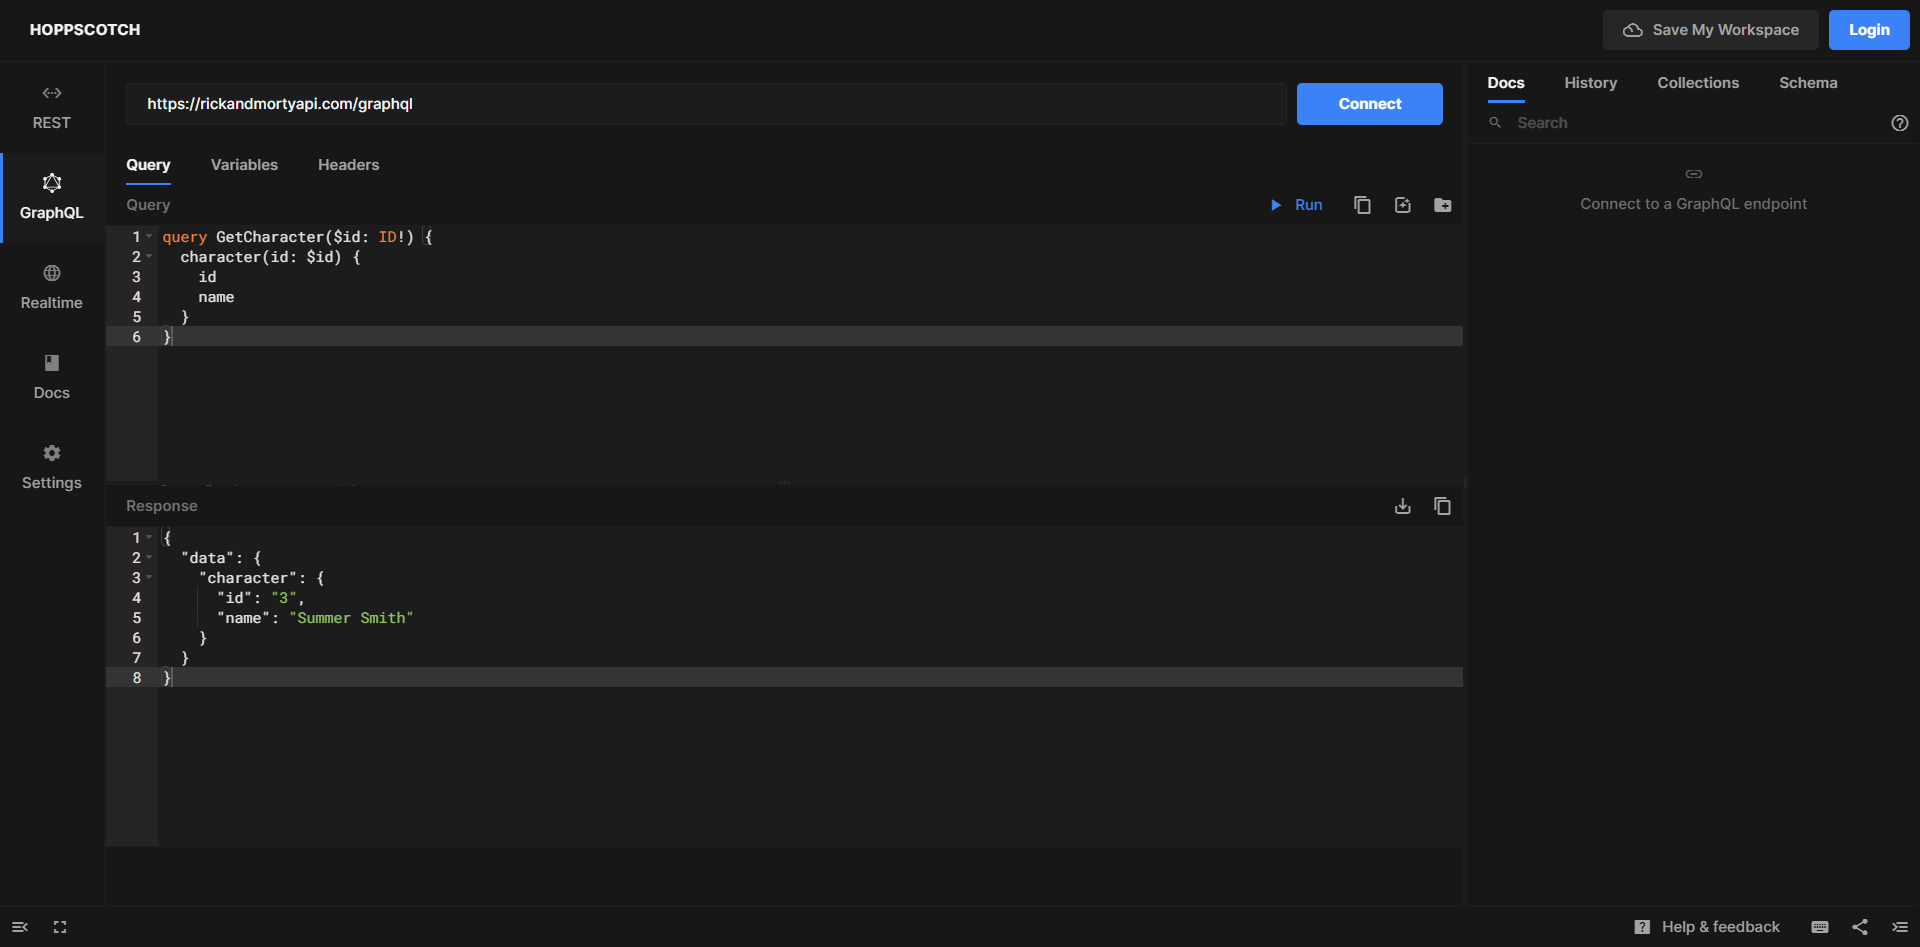 HOPPSCOTCH
Save My Workspace
Login
REST
GraphQL
Realtime
Docs
Settings
https://rickandmortyapi.com/graphql
Connect
Query Variables Headers
Query
Run
1 query GetCharacter($id: ID!) {
2 character(id: $id) {
3 id
4 name
5 }
6 }
Response
1 {
2 "data": {
3 "character": {
4 "id": "3",
5 "name": "Summer Smith"
6 }
7 }
8 }
Docs History Collections Schema
Search
Connect to a GraphQL endpoint
Help & feedback